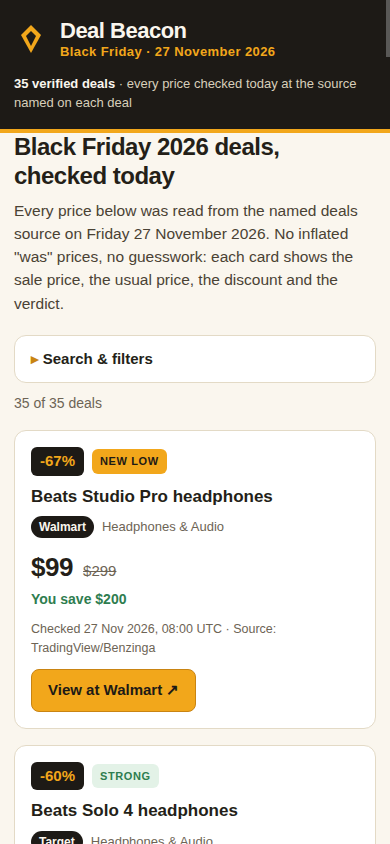 Deal Beacon
Black Friday · 27 November 2026
35 verified deals · every price checked today at the source
named on each deal
Black Friday 2026 deals,
checked today
Every price below was read from the named deals
source on Friday 27 November 2026. No inflated
"was" prices, no guesswork: each card shows the
sale price, the usual price, the discount and the
verdict.
▸ Search & filters
35 of 35 deals
-67% NEW LOW
Beats Studio Pro headphones
Walmart Headphones & Audio
$99 $299
You save $200
Checked 27 Nov 2026, 08:00 UTC · Source:
TradingView/Benzinga
View at Walmart ↗
-60% STRONG
Beats Solo 4 headphones
Target Headphones & Audio